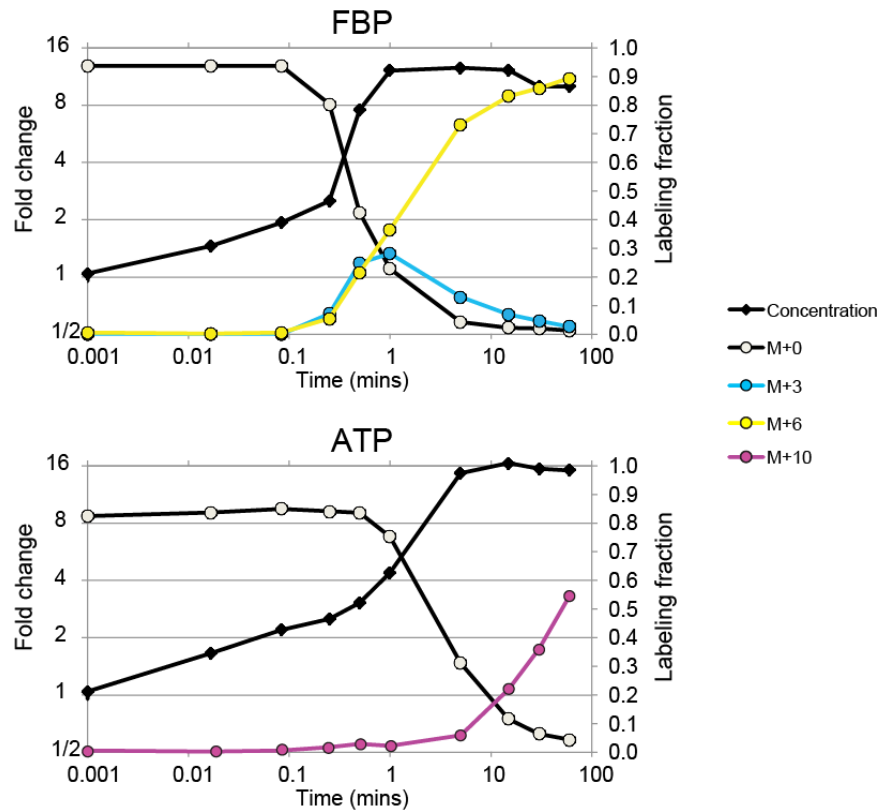 FBP
16
8
4
2
1
1/2
Fold change
1.0
0.9
0.8
0.7
0.6
0.5
0.4
0.3
0.2
0.1
0.0
Labeling fraction
0.001 0.01 0.1 1 10 100
Time (mins)
Concentration
M+0
M+3
M+6
M+10
ATP
16
8
4
2
1
1/2
Fold change
1.0
0.9
0.8
0.7
0.6
0.5
0.4
0.3
0.2
0.1
0.0
Labeling fraction
0.001 0.01 0.1 1 10 100
Time (mins)